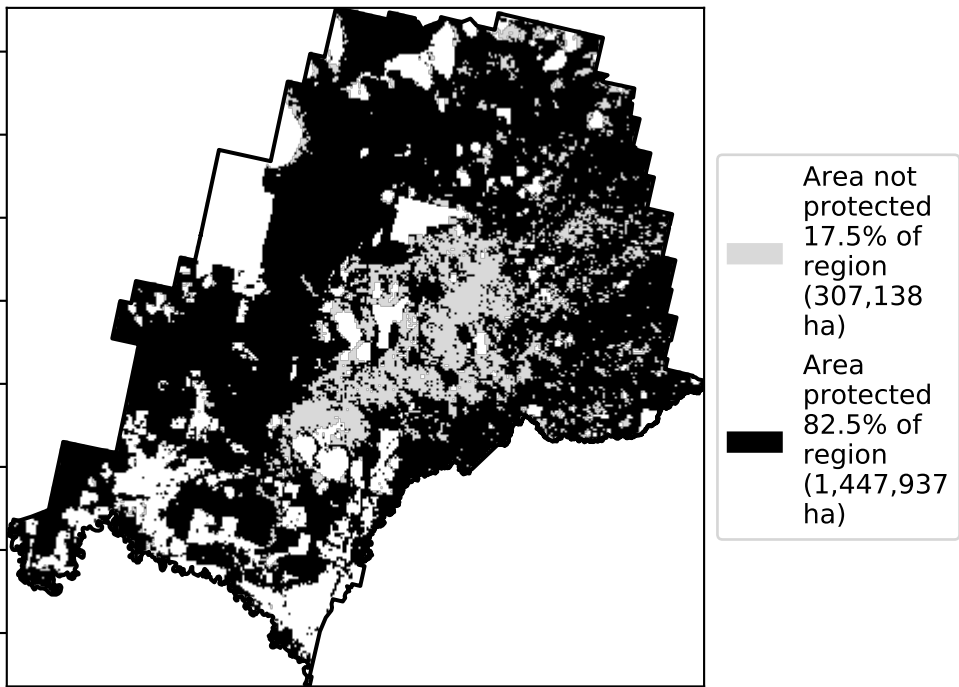 Area not
protected
17.5% of
region
(307,138
ha)
Area
protected
82.5% of
region
(1,447,937
ha)